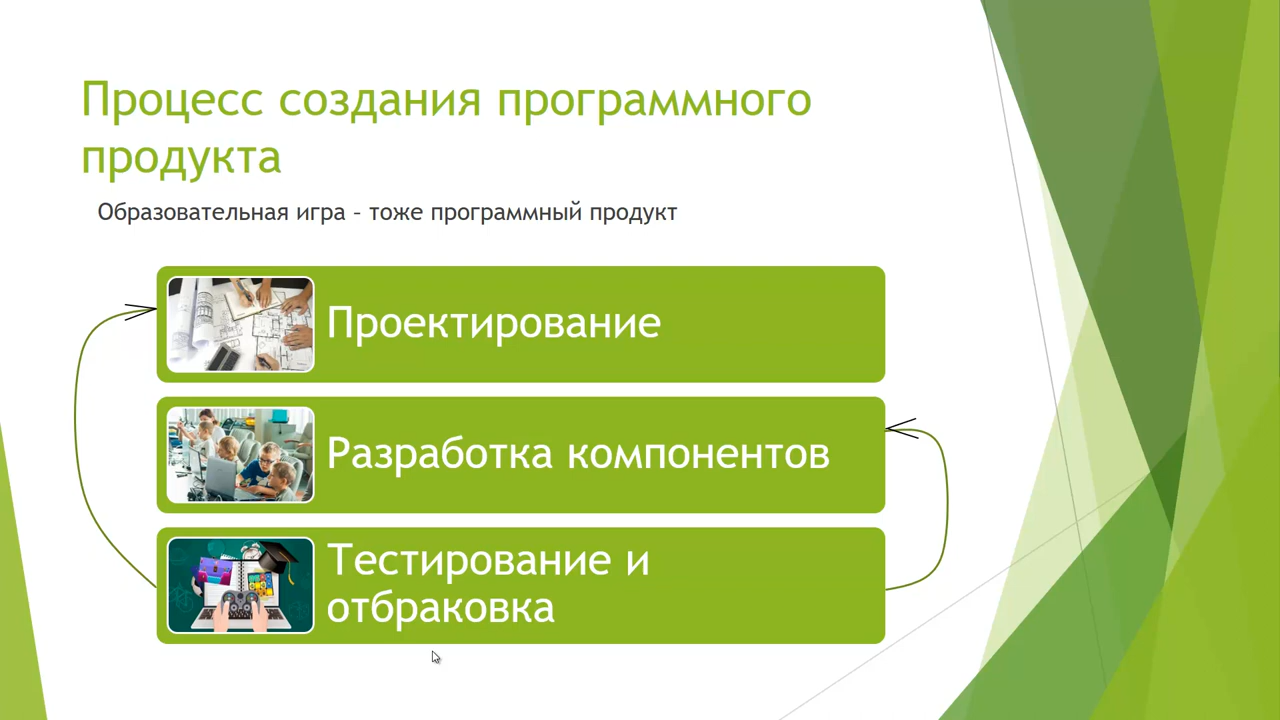 Процесс создания программного
продукта
Образовательная игра – тоже программный продукт
Проектирование
Разработка компонентов
Тестирование и
отбраковка